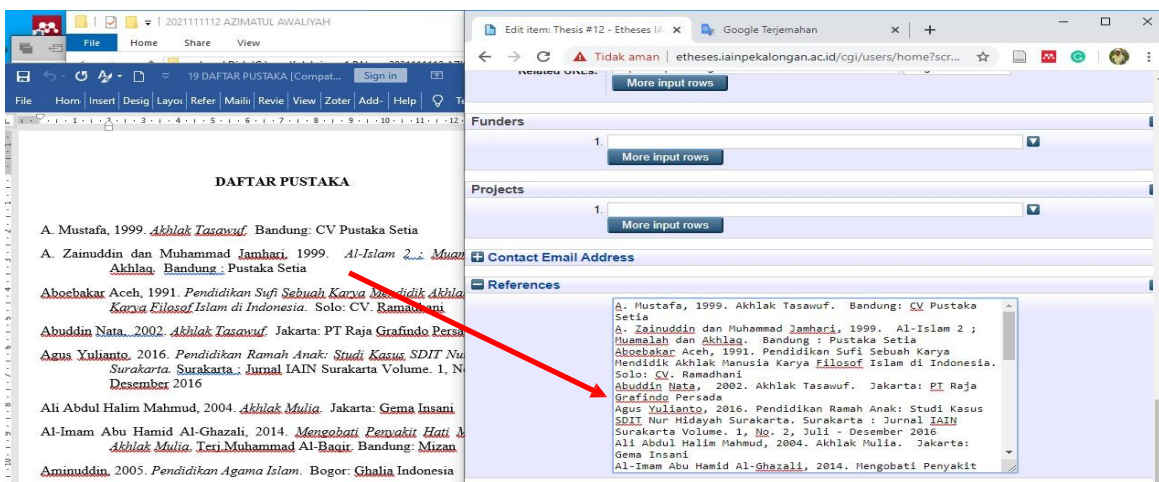 2021111112 AZIMATUL AWALIYAH
File Home Share View
19 DAFTAR PUSTAKA [Compat... Sign in
File Hom Insert Desig Layou Refer Mailii Revie View Zoter Add- Help
DAFTAR PUSTAKA
A. Mustafa, 1999. Akhlak Tasawuf. Bandung: CV Pustaka Setia
A. Zainuddin dan Muhammad Jamhari, 1999. Al-Islam 2 ; Muan
Akhlaq. Bandung : Pustaka Setia
Aboebakar Aceh, 1991. Pendidikan Sufi Sebuah Karya Mendidik Akhla
Karya Filosof Islam di Indonesia. Solo: CV. Ramadhani
Abuddin Nata, 2002. Akhlak Tasawuf. Jakarta: PT Raja Grafindo Persa
Agus Yulianto, 2016. Pendidikan Ramah Anak: Studi Kasus SDIT Nu
Surakarta. Surakarta : Jurnal IAIN Surakarta Volume. 1, N
Desember 2016
Ali Abdul Halim Mahmud, 2004. Akhlak Mulia. Jakarta: Gema Insani
Al-Imam Abu Hamid Al-Ghazali, 2014. Mengobati Penyakit Hati M
Akhlak Mulia. Terj.Muhammad Al-Baqir. Bandung: Mizan
Aminuddin, 2005. Pendidikan Agama Islam. Bogor: Ghalia Indonesia
Edit item: Thesis #12 - Etheses IA
Google Terjemahan
Tidak aman | etheses.iainpekalongan.ac.id/cgi/users/home?scr...
Related URLs:
More input rows
Funders
1.
More input rows
Projects
1.
More input rows
Contact Email Address
References
A. Mustafa, 1999. Akhlak Tasawuf. Bandung: CV Pustaka
Setia
A. Zainuddin dan Muhammad Jamhari, 1999. Al-Islam 2 ;
Muamalah dan Akhlaq. Bandung : Pustaka Setia
Aboebakar Aceh, 1991. Pendidikan Sufi Sebuah Karya
Mendidik Akhlak Manusia Karya Filosof Islam di Indonesia.
Solo: CV. Ramadhani
Abuddin Nata, 2002. Akhlak Tasawuf. Jakarta: PT Raja
Grafindo Persada
Agus Yulianto, 2016. Pendidikan Ramah Anak: Studi Kasus
SDIT Nur Hidayah Surakarta. Surakarta : Jurnal IAIN
Surakarta Volume. 1, No. 2, Juli - Desember 2016
Ali Abdul Halim Mahmud, 2004. Akhlak Mulia. Jakarta:
Gema Insani
Al-Imam Abu Hamid Al-Ghazali, 2014. Mengobati Penyakit